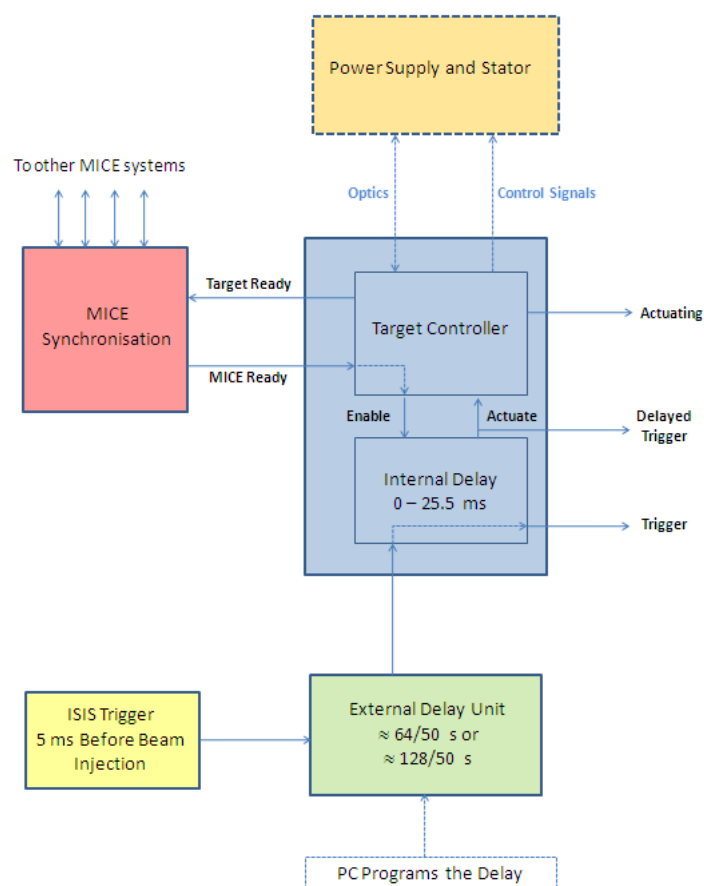 Power Supply and Stator
To other MICE systems
Optics
Control Signals
Target Ready
MICE
Synchronisation
Target Controller
Actuating
MICE Ready
Enable
Actuate
Delayed
Trigger
Internal Delay
0 – 25.5 ms
Trigger
ISIS Trigger
5 ms Before Beam
Injection
External Delay Unit
≈ 64/50 s or
≈ 128/50 s
PC Programs the Delay